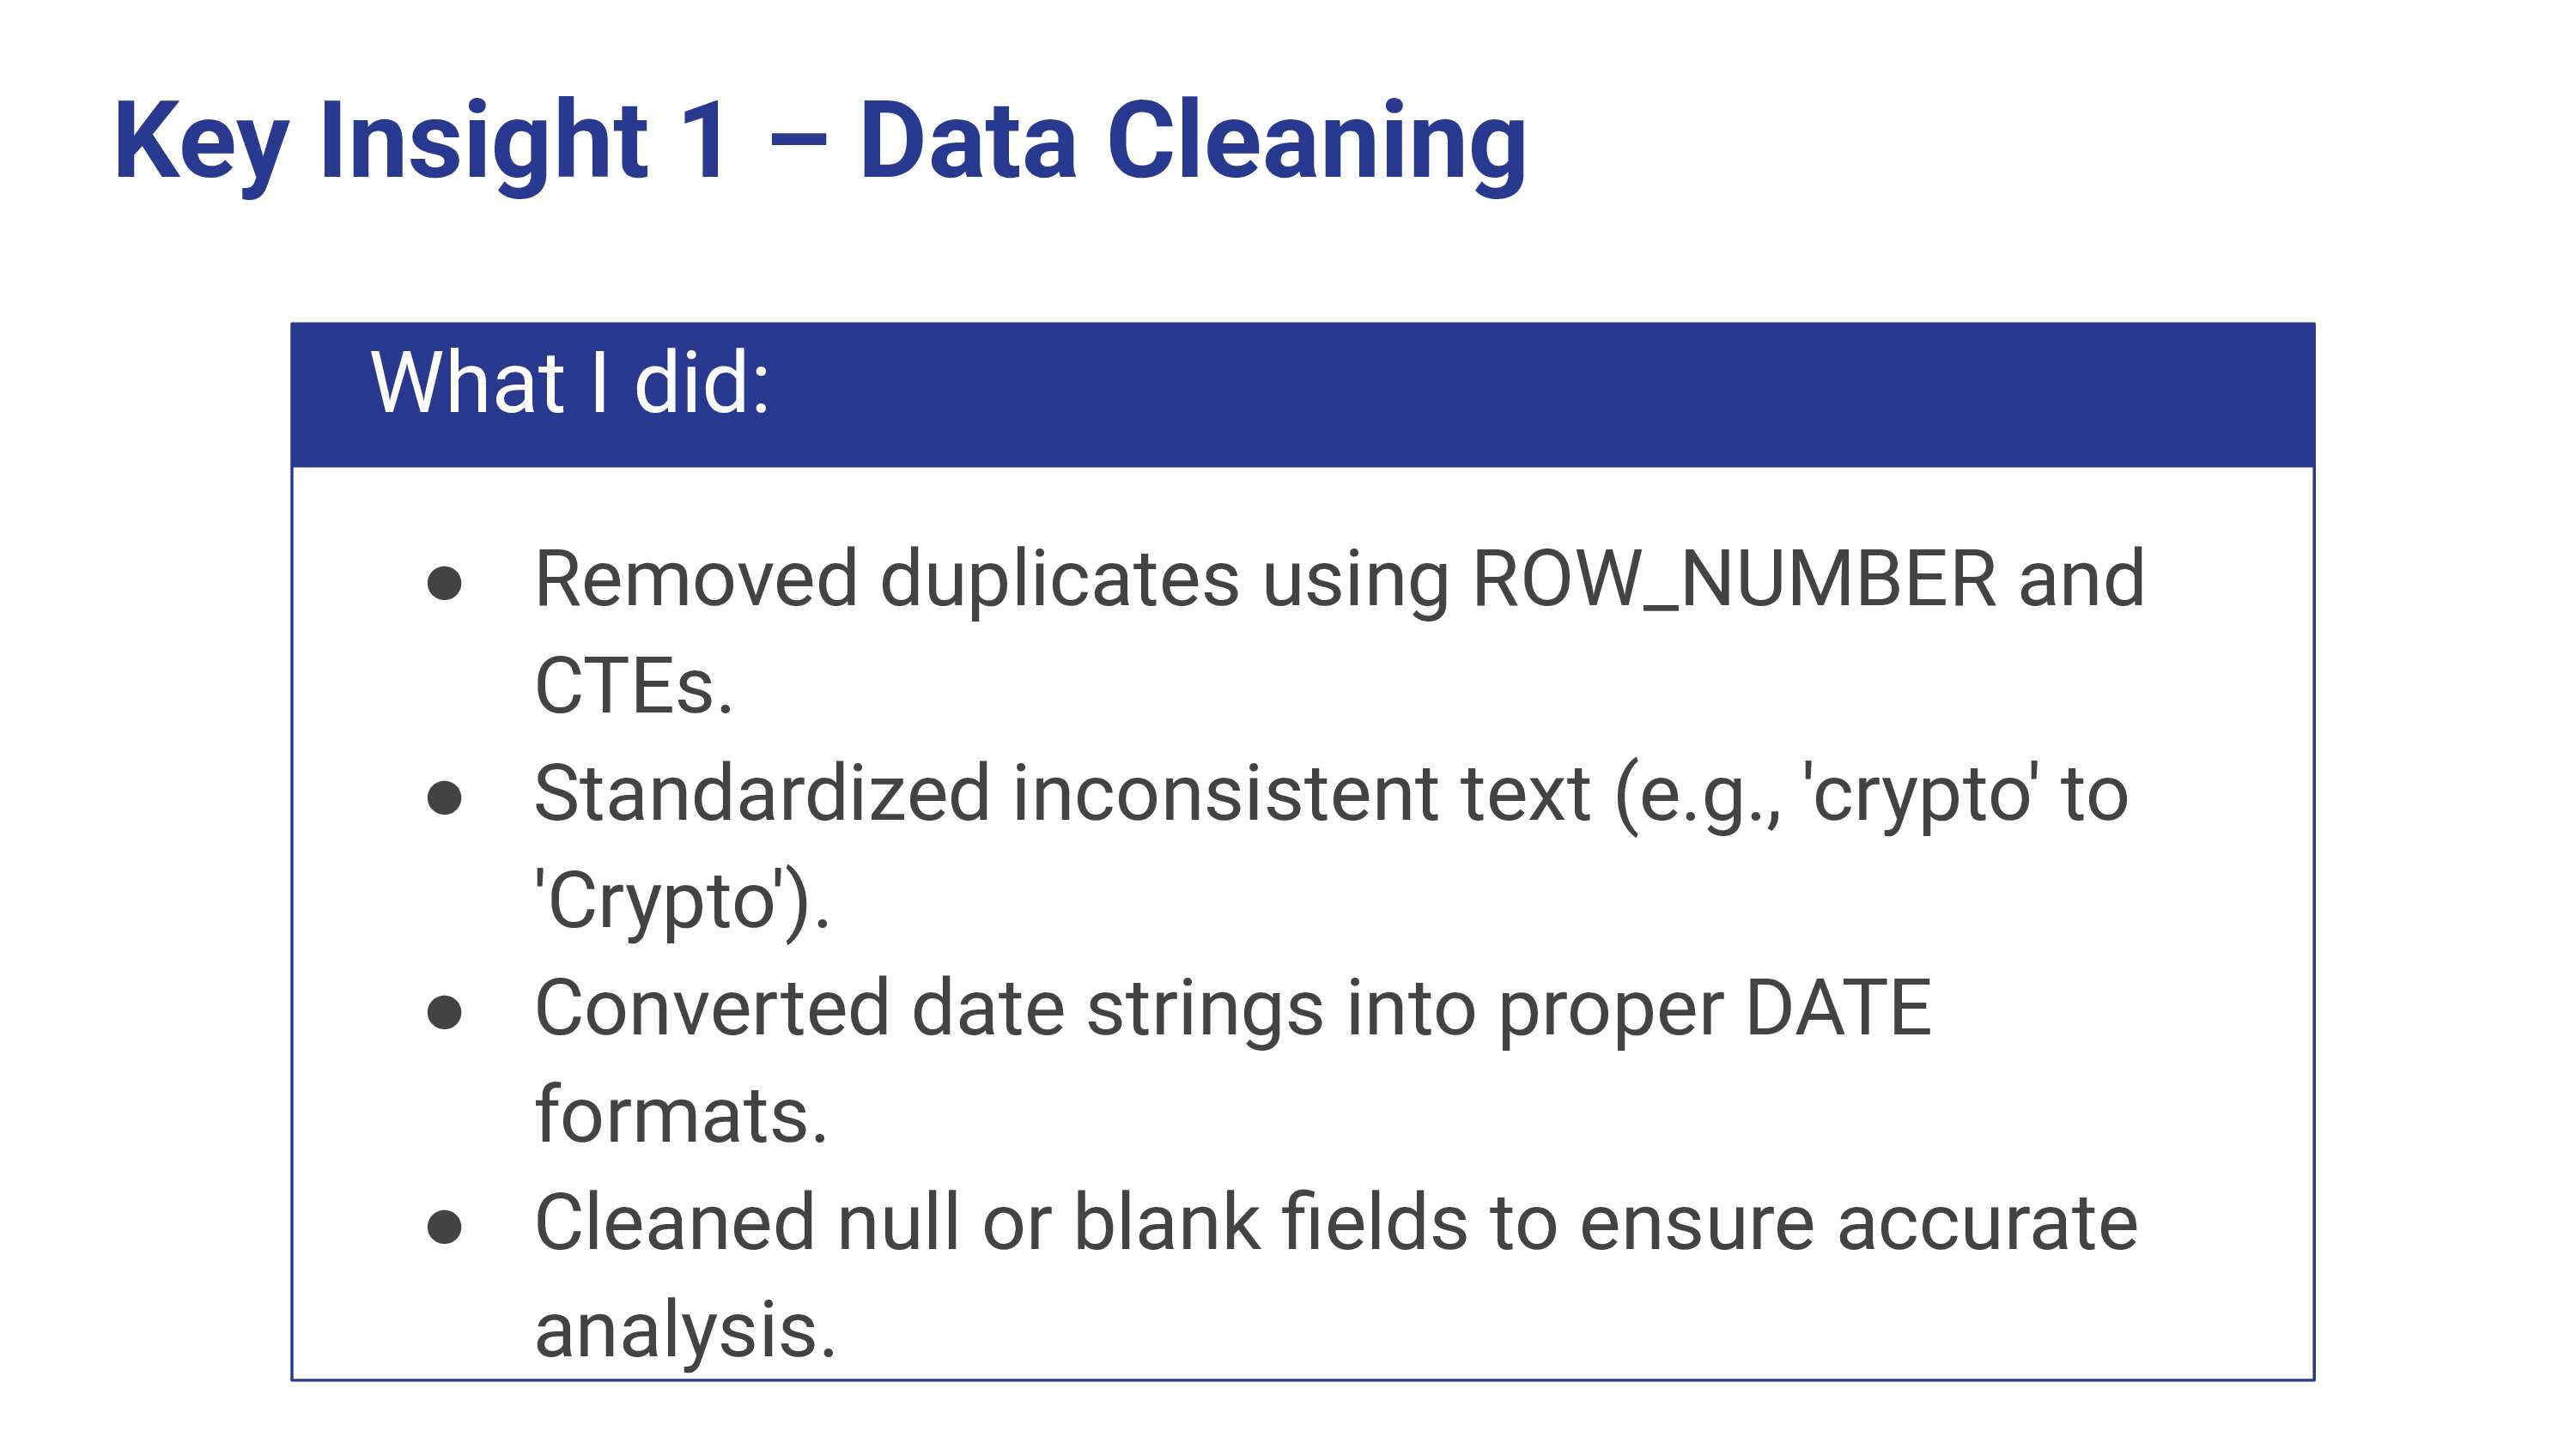 Key Insight 1 – Data Cleaning
What I did:
● Removed duplicates using ROW_NUMBER and
CTEs.
● Standardized inconsistent text (e.g., 'crypto' to
'Crypto').
● Converted date strings into proper DATE
formats.
● Cleaned null or blank fields to ensure accurate
analysis.